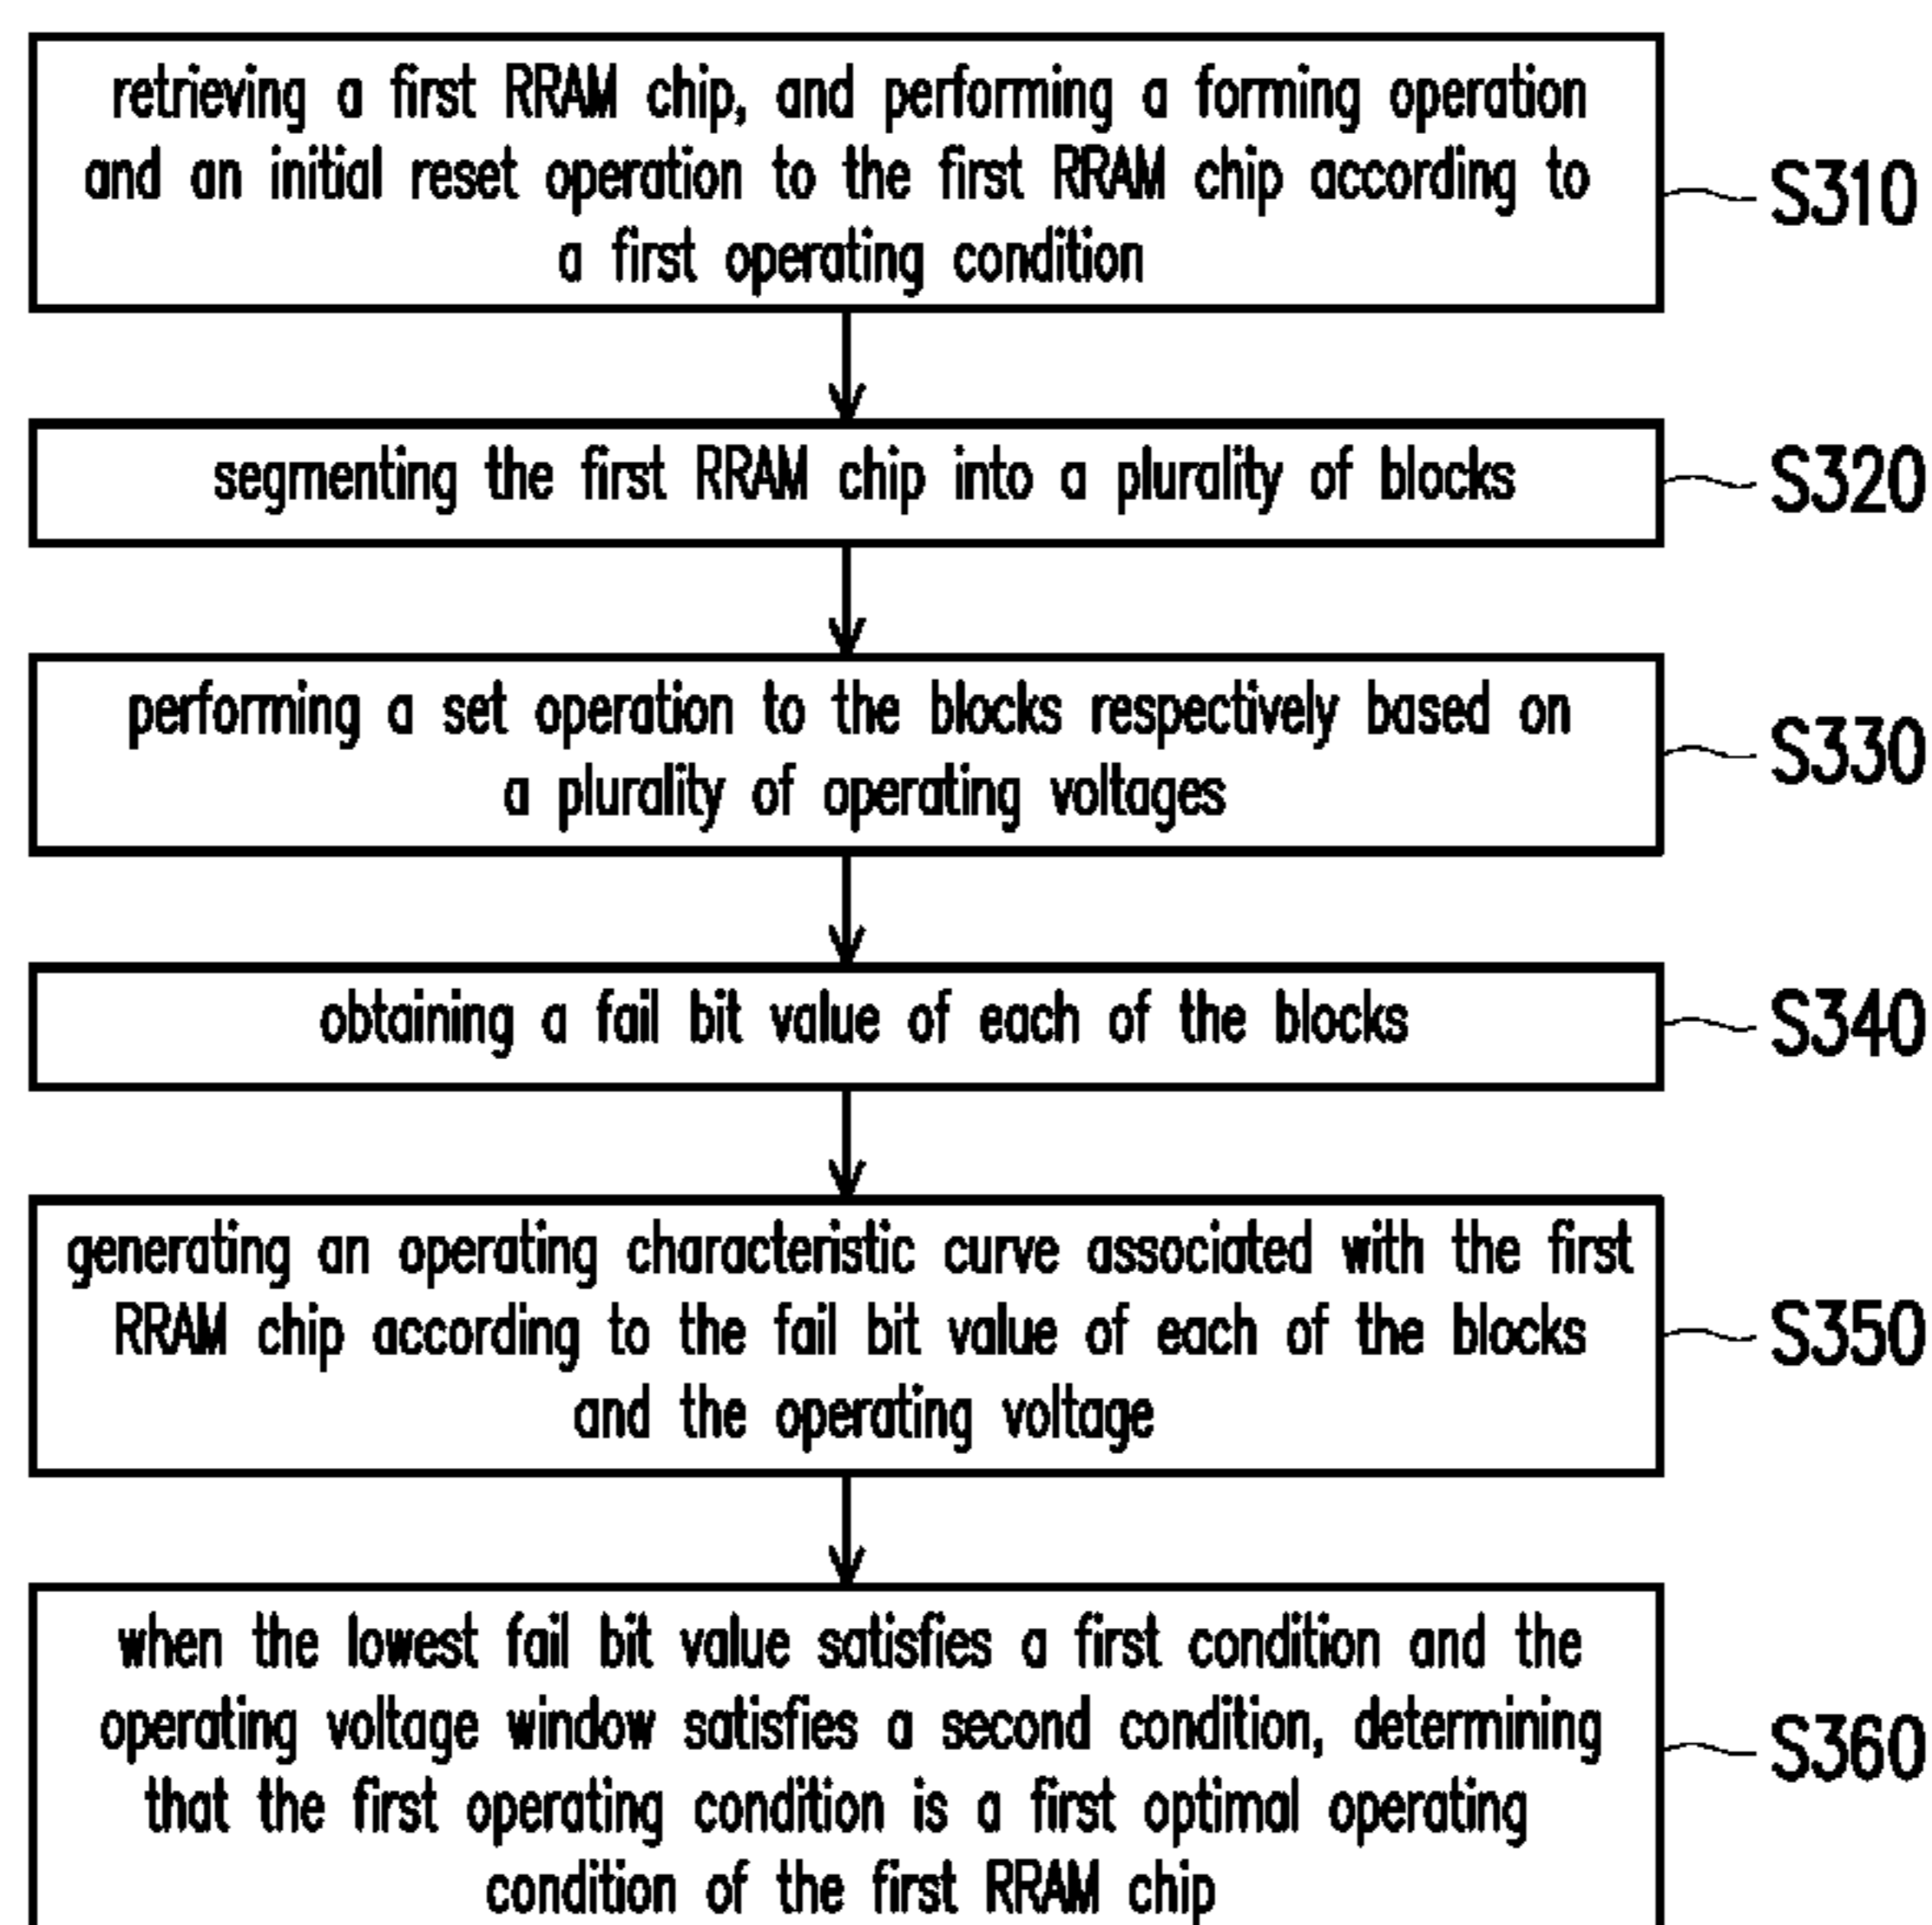 retrieving a first RRAM chip, and performing a forming operation
and an initial reset operation to the first RRAM chip according to
a first operating condition
S310
segmenting the first RRAM chip into a plurality of blocks
S320
performing a set operation to the blocks respectively based on
a plurality of operating voltages
S330
obtaining a fail bit value of each of the blocks
S340
generating an operating characteristic curve associated with the first
RRAM chip according to the fail bit value of each of the blocks
and the operating voltage
S350
when the lowest fail bit value satisfies a first condition and the
operating voltage window satisfies a second condition, determining
that the first operating condition is a first optimal operating
condition of the first RRAM chip
S360